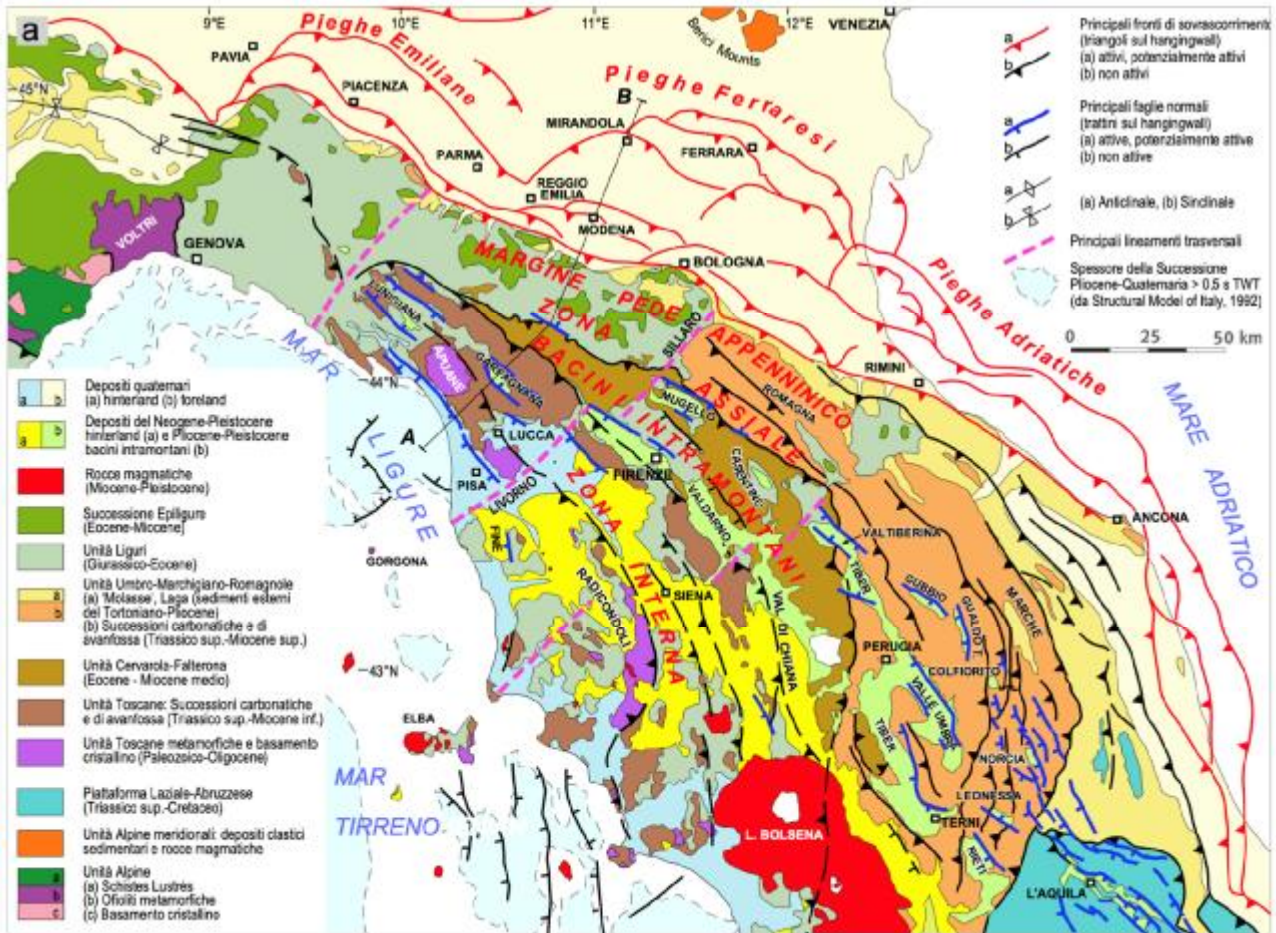 a
9°E
10°E
11°E
12°E
VENEZIA
PAVIA
Pieghe Emiliane
Berici Mounts
45°N
PIACENZA
B
Pieghe Ferraresi
MIRANDOLA
PARMA
FERRARA
REGGIO
EMILIA
MODENA
VOLTRI
GENOVA
BOLOGNA
MARGINE PEDE APPENNINICO
Pieghe Adriatiche
LUNIGIANA
ZONA ASSIALE
SILLARO
MAR LIGURE
APUANE
44°N
GARFAGNANA
BACINI INTRAMONTANI
MUGELLO
ROMAGNA
RIMINI
MARE ADRIATICO
A
LUCCA
PISA
LIVORNO
FIRENZE
CASENTINO
ZONA INTERNA
VALDARNO
ANCONA
FINE
VALTIBERINA
GORGONA
RADICONDOLI
SIENA
TIBER
GUBBIO
GUALDO T.
MARCHE
VAL DI CHIANA
43°N
PERUGIA
COLFIORITO
VALLE UMBRA
ELBA
TIBER
NORCIA
MAR
TIRRENO
LEONESSA
L. BOLSENA
TERNI
RIETI
L'AQUILA
a
b
Principali fronti di sovrascorrimento
(triangoli sul hangingwall)
(a) attivi, potenzialmente attivi
(b) non attivi
a
b
Principali faglie normali
(trattini sul hangingwall)
(a) attive, potenzialmente attive
(b) non attive
a
b
(a) Anticlinale, (b) Sinclinale
Principali lineamenti trasversali
Spessore della Successione
Pliocene-Quaternaria > 0.5 s TWT
(da Structural Model of Italy, 1992)
0 25 50 km
a b
Depositi quaternari
(a) hinterland (b) foreland
a b
Depositi del Neogene-Pleistocene
hinterland (a) e Pliocene-Pleistocene
bacini intramontani (b)
Rocce magmatiche
(Miocene-Pleistocene)
Successione Epiligure
(Eocene-Miocene)
Unità Liguri
(Giurassico-Eocene)
a
b
Unità Umbro-Marchigiano-Romagnole
(a) 'Molasse', Laga (sedimenti esterni
del Tortoniano-Pliocene)
(b) Successioni carbonatiche e di
avanfossa (Triassico sup.-Miocene sup.)
Unità Cervarola-Falterona
(Eocene - Miocene medio)
Unità Toscane: Successioni carbonatiche
e di avanfossa (Triassico sup.-Miocene inf.)
Unità Toscane metamorfiche e basamento
cristallino (Paleozoico-Oligocene)
Piattaforma Laziale-Abruzzese
(Triassico sup.-Cretaceo)
Unità Alpine meridionali: depositi clastici
sedimentari e rocce magmatiche
a
b
c
Unità Alpine
(a) Schistes Lustrés
(b) Ofioliti metamorfiche
(c) Basamento cristallino